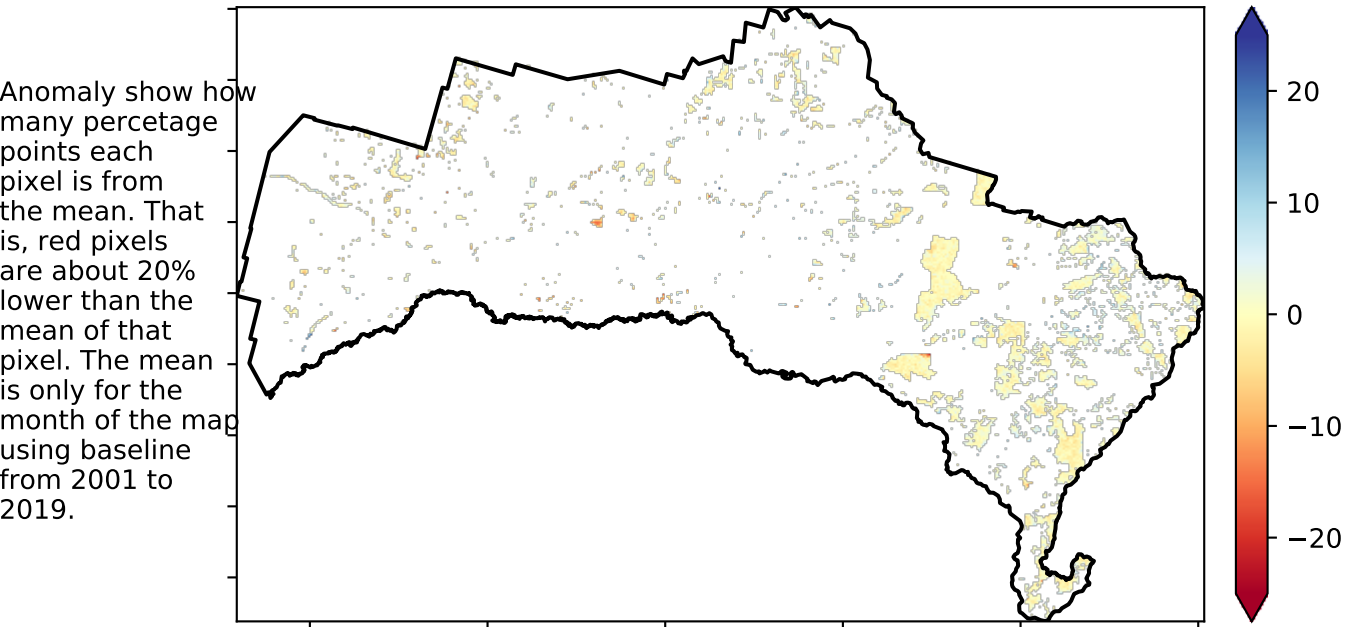 Anomaly show how
many percetage
points each
pixel is from
the mean. That
is, red pixels
are about 20%
lower than the
mean of that
pixel. The mean
is only for the
month of the map
using baseline
from 2001 to
2019.
20
10
0
−10
−20